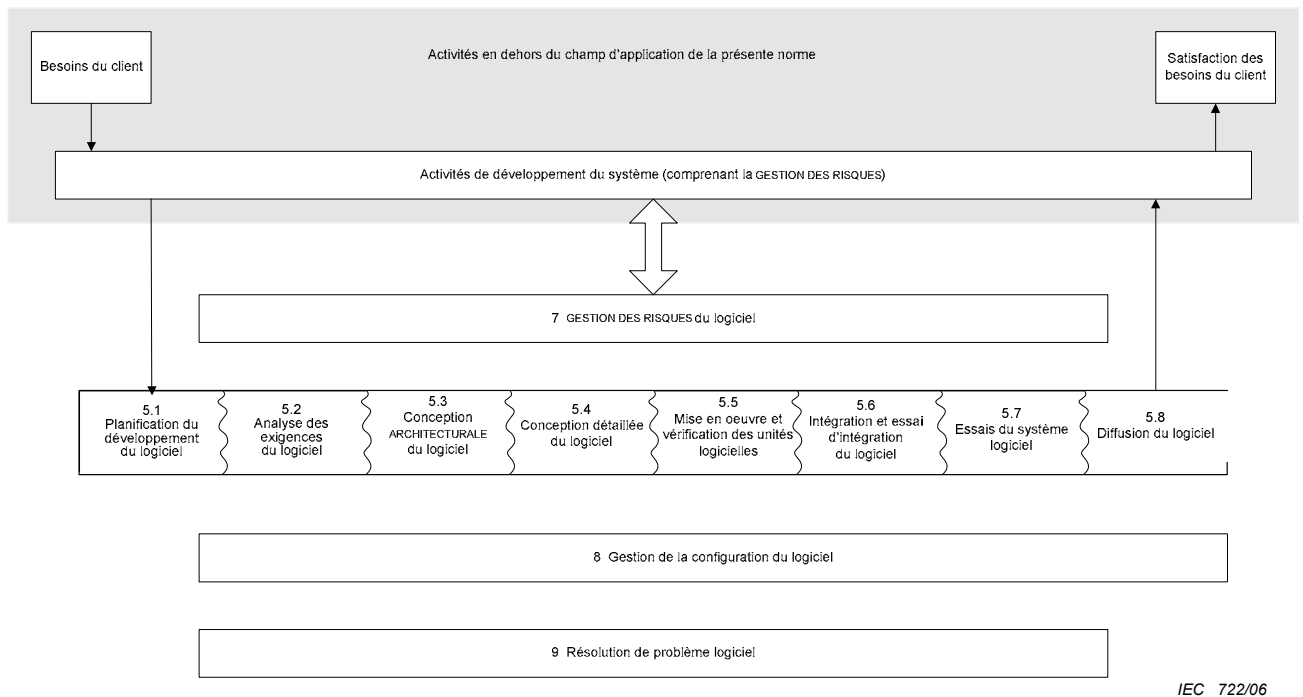 Besoins du client
Activités en dehors du champ d'application de la présente norme
Satisfaction des
besoins du client
Activités de développement du système (comprenant la GESTION DES RISQUES)
7 GESTION DES RISQUES du logiciel
5.1
Planification du
développement
du logiciel
5.2
Analyse des
exigences
du logiciel
5.3
Conception
ARCHITECTURALE
du logiciel
5.4
Conception détaillée
du logiciel
5.5
Mise en oeuvre et
vérification des unités
logicielles
5.6
Intégration et essai
d'intégration
du logiciel
5.7
Essais du système
logiciel
5.8
Diffusion du logiciel
8 Gestion de la configuration du logiciel
9 Résolution de problème logiciel
IEC 722/06